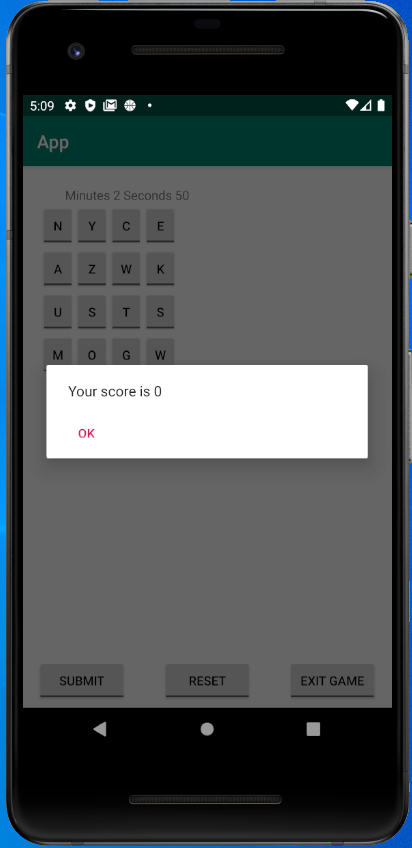 5:09
App
Minutes 2 Seconds 50
N Y C E
A Z W K
U S T S
M O G W
Your score is 0
OK
SUBMIT RESET EXIT GAME